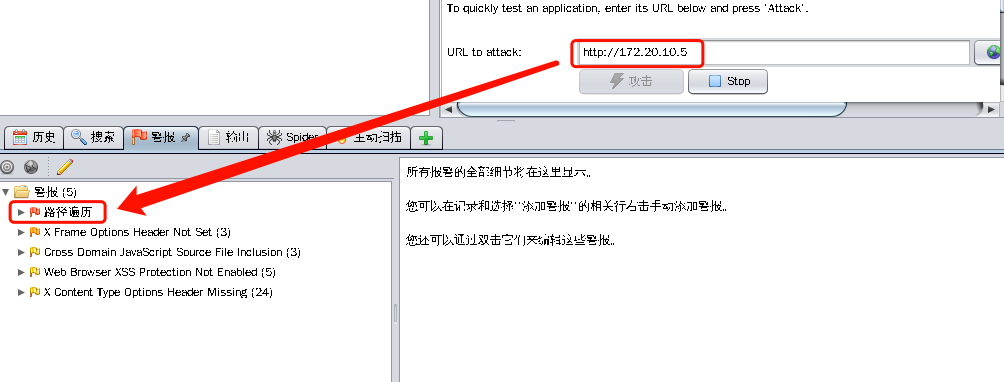 To quickly test an application, enter its URL below and press 'Attack'.
URL to attack:
http://172.20.10.5
攻击
Stop
历史
搜索
警报
输出
Spider
主动扫描
警报 (5)
路径遍历
X Frame Options Header Not Set (3)
Cross Domain JavaScript Source File Inclusion (3)
Web Browser XSS Protection Not Enabled (5)
X Content Type Options Header Missing (24)
所有报警的全部细节将在这里显示。
您可以在记录和选择"添加警报"的相关行右击手动添加警报。
您还可以通过双击它们来编辑这些警报。